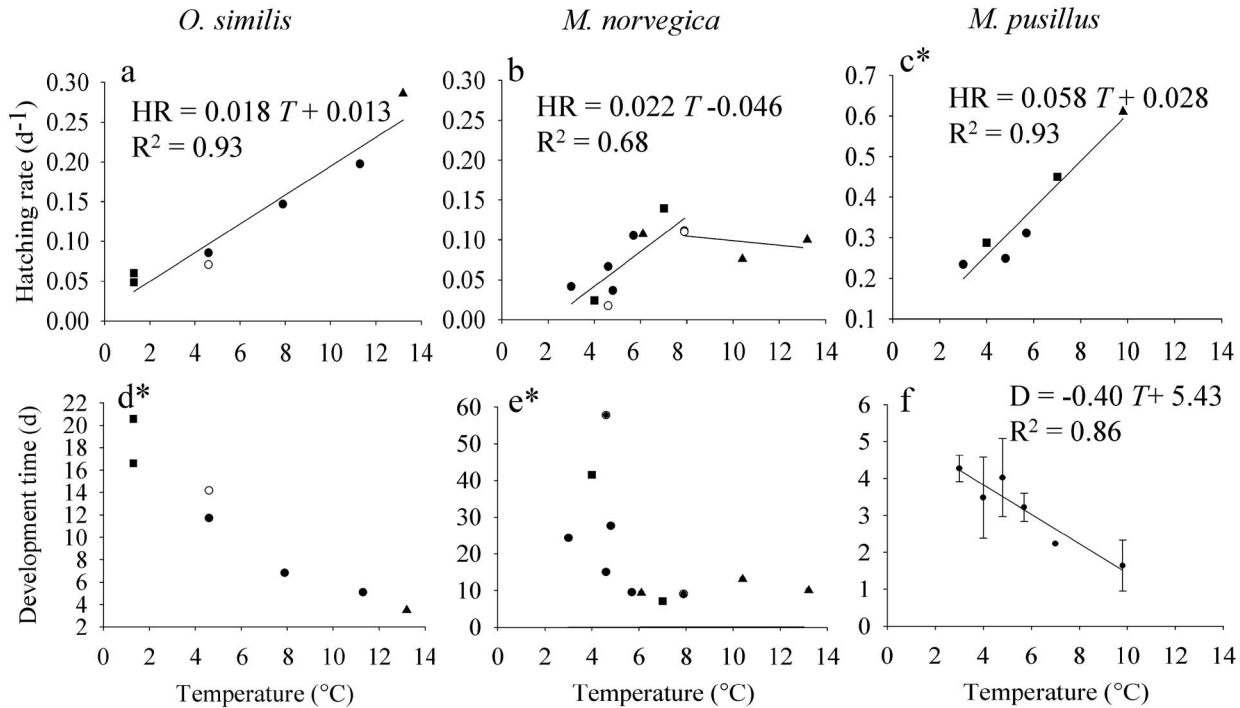 O. similis
M. norvegica
M. pusillus
a
HR = 0.018 T + 0.013
R² = 0.93
Hatching rate (d⁻¹)
0.30
0.25
0.20
0.15
0.10
0.05
0.00
0 2 4 6 8 10 12 14
b
HR = 0.022 T -0.046
R² = 0.68
0.30
0.25
0.20
0.15
0.10
0.05
0.00
0 2 4 6 8 10 12 14
c*
HR = 0.058 T + 0.028
R² = 0.93
0.7
0.6
0.5
0.4
0.3
0.2
0.1
0 2 4 6 8 10 12 14
d*
Development time (d)
22
20
18
16
14
12
10
8
6
4
2
0 2 4 6 8 10 12 14
Temperature (°C)
e*
60
50
40
30
20
10
0
0 2 4 6 8 10 12 14
Temperature (°C)
f
D = -0.40 T+ 5.43
R² = 0.86
6
5
4
3
2
1
0
0 2 4 6 8 10 12 14
Temperature (°C)